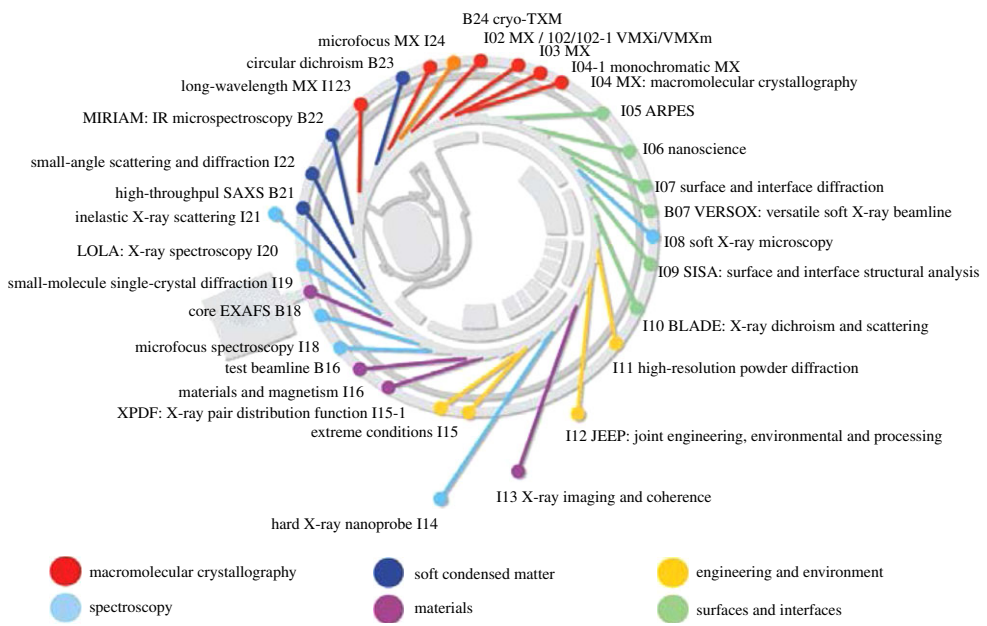 B24 cryo-TXM
microfocus MX I24
I02 MX / 102/102-1 VMXi/VMXm
circular dichroism B23
I03 MX
long-wavelength MX I123
I04-1 monochromatic MX
I04 MX: macromolecular crystallography
MIRIAM: IR microspectroscopy B22
I05 ARPES
small-angle scattering and diffraction I22
I06 nanoscience
high-throughpul SAXS B21
I07 surface and interface diffraction
inelastic X-ray scattering I21
B07 VERSOX: versatile soft X-ray beamline
LOLA: X-ray spectroscopy I20
I08 soft X-ray microscopy
small-molecule single-crystal diffraction I19
I09 SISA: surface and interface structural analysis
core EXAFS B18
I10 BLADE: X-ray dichroism and scattering
microfocus spectroscopy I18
test beamline B16
I11 high-resolution powder diffraction
materials and magnetism I16
XPDF: X-ray pair distribution function I15-1
extreme conditions I15
I12 JEEP: joint engineering, environmental and processing
I13 X-ray imaging and coherence
hard X-ray nanoprobe I14
macromolecular crystallography
soft condensed matter
engineering and environment
spectroscopy
materials
surfaces and interfaces